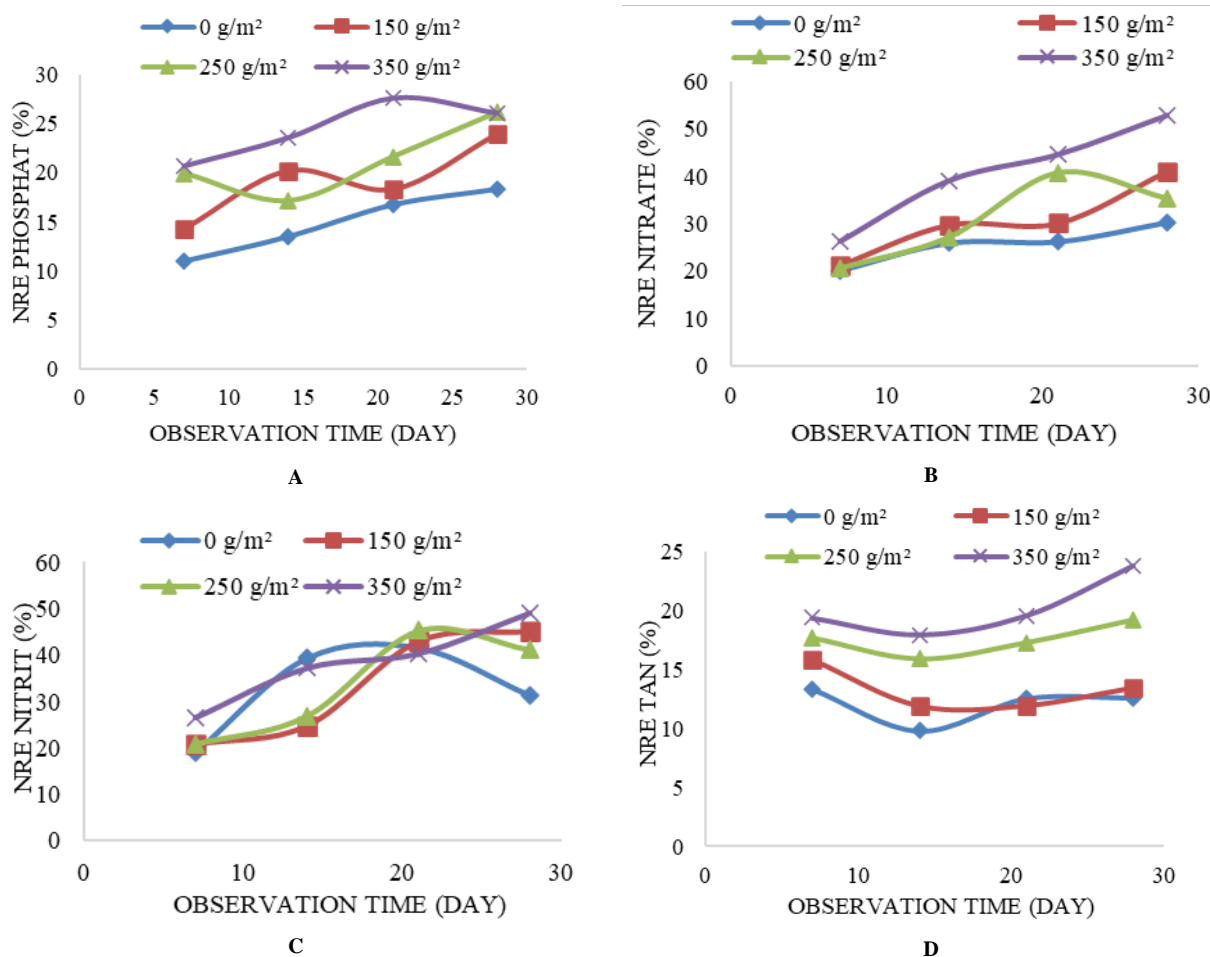 0 g/m² 150 g/m²
250 g/m² 350 g/m²
NRE PHOSPHAT (%)
30
25
20
15
10
5
0
0 5 10 15 20 25 30
OBSERVATION TIME (DAY)
A
0 g/m² 150 g/m²
250 g/m² 350 g/m²
NRE NITRATE (%)
60
50
40
30
20
10
0
0 10 20 30
OBSERVATION TIME (DAY)
B
0 g/m² 150 g/m²
250 g/m² 350 g/m²
NRE NITRIT (%)
60
50
40
30
20
10
0
0 10 20 30
OBSERVATION TIME (DAY)
C
0 g/m² 150 g/m²
250 g/m² 350 g/m²
NRE TAN (%)
25
20
15
10
5
0
0 10 20 30
OBSERVATION TIME (DAY)
D